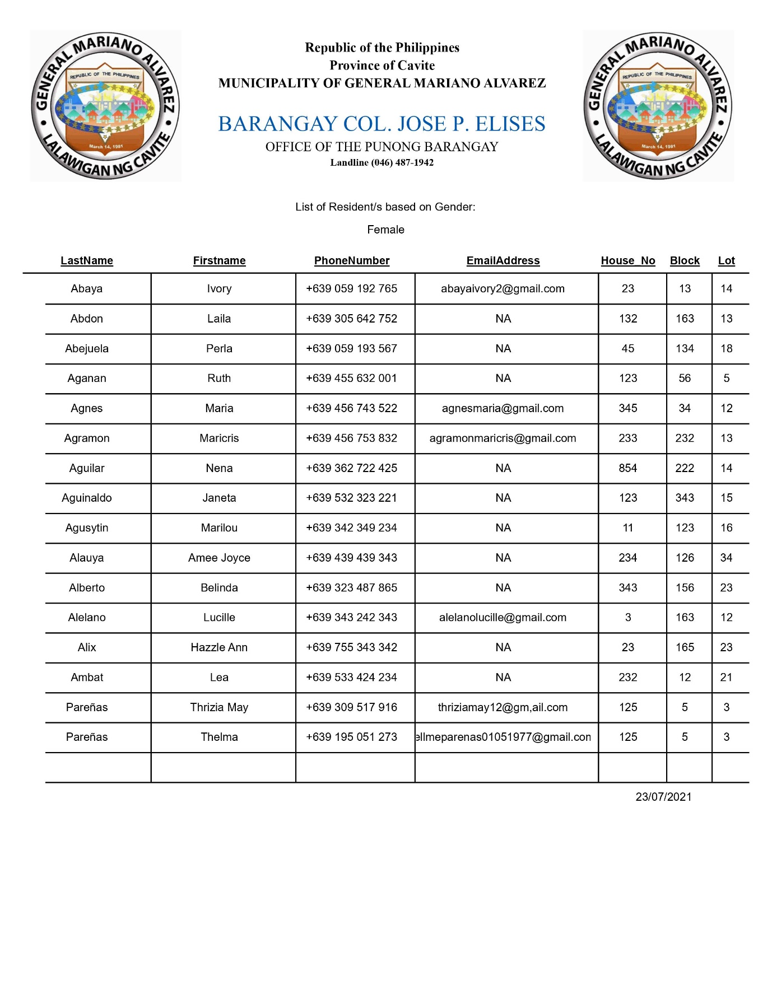 GENERAL MARIANO ALVAREZ
REPUBLIC OF THE PHILIPPINES
March 14, 1981
• LALAWIGAN NG CAVITE •
Republic of the Philippines
Province of Cavite
MUNICIPALITY OF GENERAL MARIANO ALVAREZ
BARANGAY COL. JOSE P. ELISES
OFFICE OF THE PUNONG BARANGAY
Landline (046) 487-1942
GENERAL MARIANO ALVAREZ
REPUBLIC OF THE PHILIPPINES
March 14, 1981
• LALAWIGAN NG CAVITE •
List of Resident/s based on Gender:
Female
LastName Firstname PhoneNumber EmailAddress House_No Block Lot
Abaya Ivory +639 059 192 765 abayaivory2@gmail.com 23 13 14
Abdon Laila +639 305 642 752 NA 132 163 13
Abejuela Perla +639 059 193 567 NA 45 134 18
Aganan Ruth +639 455 632 001 NA 123 56 5
Agnes Maria +639 456 743 522 agnesmaria@gmail.com 345 34 12
Agramon Maricris +639 456 753 832 agramonmaricris@gmail.com 233 232 13
Aguilar Nena +639 362 722 425 NA 854 222 14
Aguinaldo Janeta +639 532 323 221 NA 123 343 15
Agusytin Marilou +639 342 349 234 NA 11 123 16
Alauya Amee Joyce +639 439 439 343 NA 234 126 34
Alberto Belinda +639 323 487 865 NA 343 156 23
Alelano Lucille +639 343 242 343 alelanolucille@gmail.com 3 163 12
Alix Hazzle Ann +639 755 343 342 NA 23 165 23
Ambat Lea +639 533 424 234 NA 232 12 21
Pareñas Thrizia May +639 309 517 916 thriziamay12@gm,ail.com 125 5 3
Pareñas Thelma +639 195 051 273 ellmeparenas01051977@gmail.con 125 5 3
23/07/2021